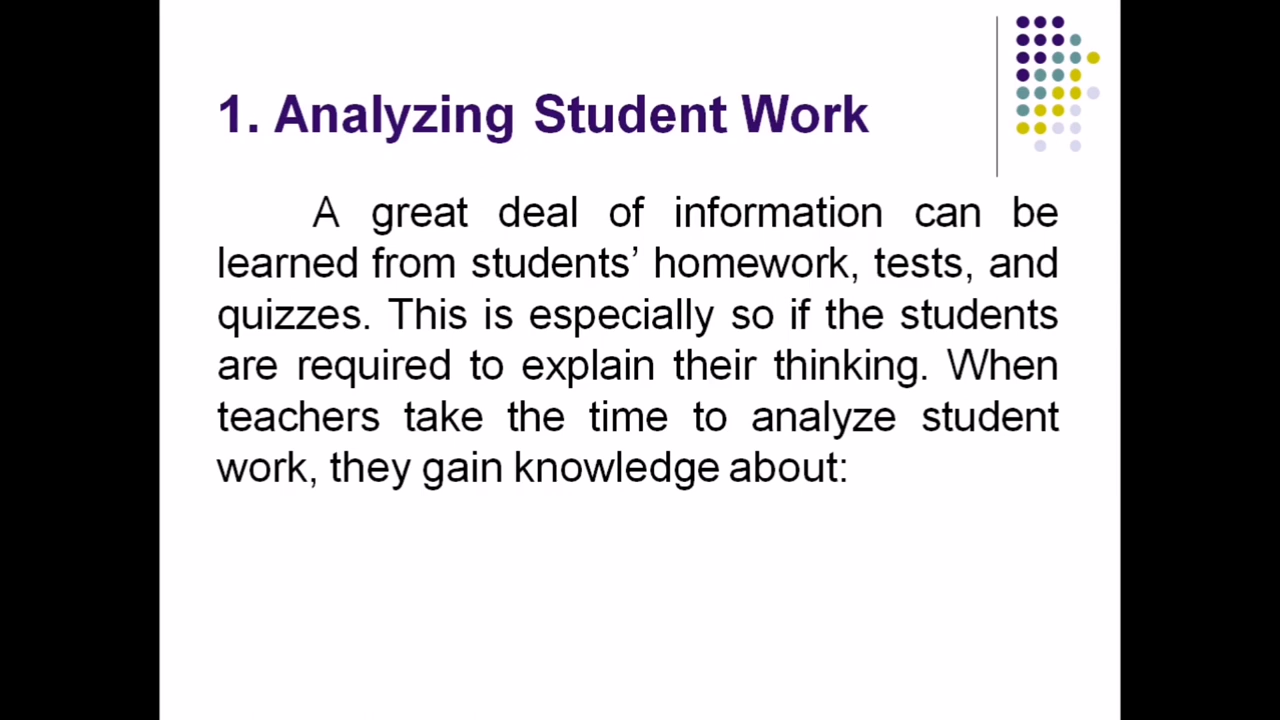 1. Analyzing Student Work
A great deal of information can be
learned from students’ homework, tests, and
quizzes. This is especially so if the students
are required to explain their thinking. When
teachers take the time to analyze student
work, they gain knowledge about: